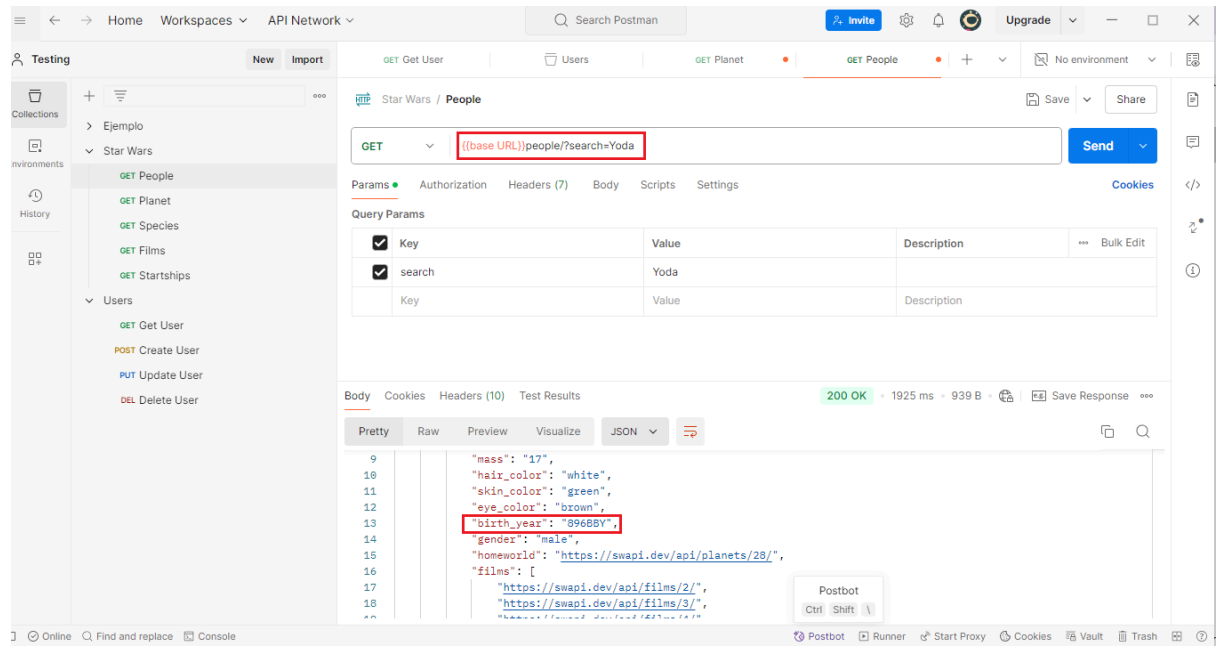 Home Workspaces API Network Search Postman Invite Upgrade
Testing New Import GET Get User Users GET Planet GET People No environment
Collections
HTTP Star Wars / People Save Share
Ejemplo
GET {{base URL}}people/?search=Yoda Send
Star Wars
nvironments
GET People
Params Authorization Headers (7) Body Scripts Settings Cookies
GET Planet
History
Query Params
GET Species
Key Value Description Bulk Edit
GET Films
search Yoda
GET Startships
Key Value Description
Users
GET Get User
POST Create User
PUT Update User
DEL Delete User
Body Cookies Headers (10) Test Results 200 OK 1925 ms 939 B e.g. Save Response
Pretty Raw Preview Visualize JSON
9 "mass": "17",
10 "hair_color": "white",
11 "skin_color": "green",
12 "eye_color": "brown",
13 "birth_year": "896BBY",
14 "gender": "male",
15 "homeworld": "https://swapi.dev/api/planets/28/",
16 "films": [
17 "https://swapi.dev/api/films/2/",
18 "https://swapi.dev/api/films/3/",
Postbot
Ctrl Shift \
Online Find and replace Console Postbot Runner Start Proxy Cookies Vault Trash